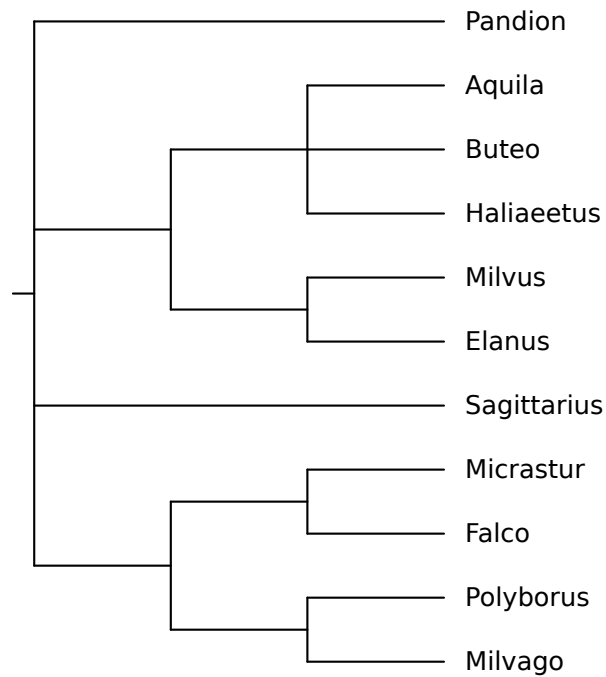 Pandion
Aquila
Buteo
Haliaeetus
Milvus
Elanus
Sagittarius
Micrastur
Falco
Polyborus
Milvago